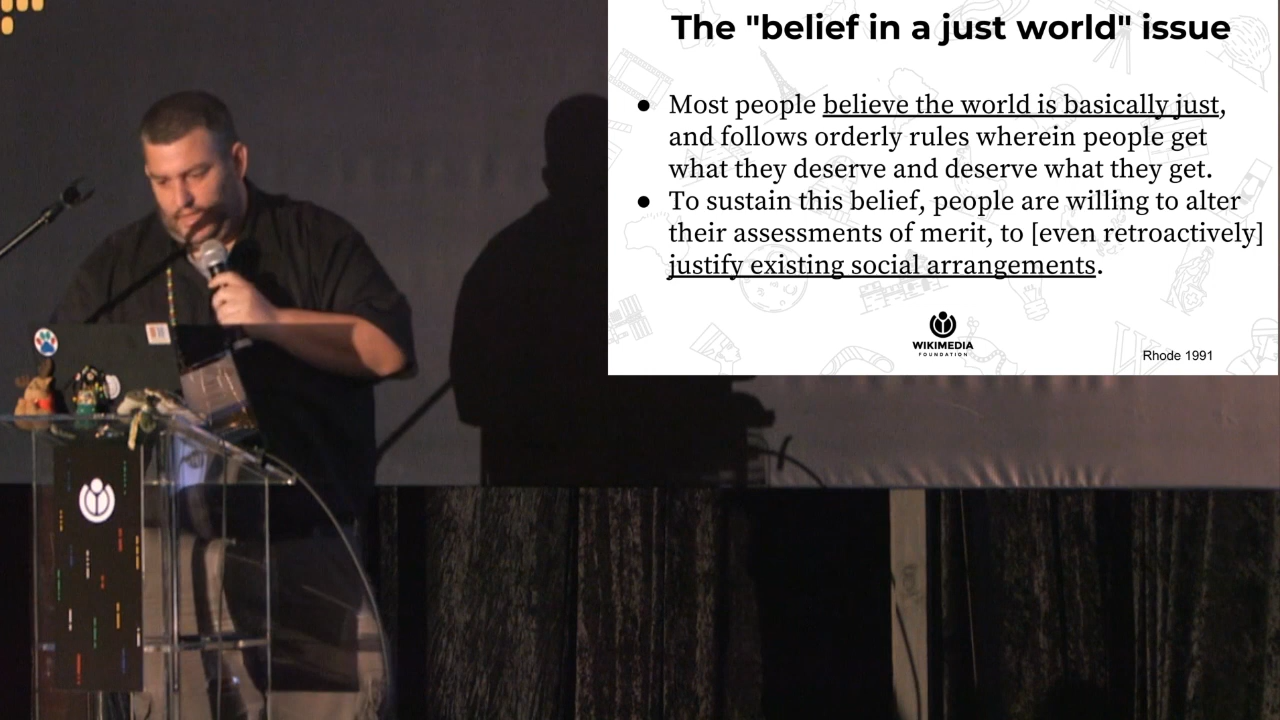 The "belief in a just world" issue
● Most people believe the world is basically just,
and follows orderly rules wherein people get
what they deserve and deserve what they get.
● To sustain this belief, people are willing to alter
their assessments of merit, to [even retroactively]
justify existing social arrangements.
WIKIMEDIA
FOUNDATION
Rhode 1991